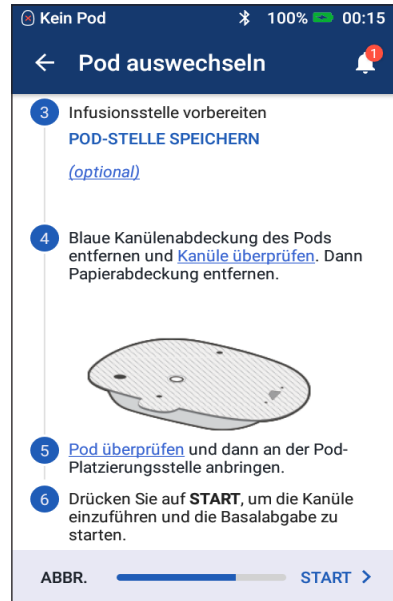 Kein Pod 100% 00:15
Pod auswechseln 1
3 Infusionsstelle vorbereiten
POD-STELLE SPEICHERN
(optional)
4 Blaue Kanülenabdeckung des Pods
entfernen und Kanüle überprüfen. Dann
Papierabdeckung entfernen.
5 Pod überprüfen und dann an der Pod-
Platzierungsstelle anbringen.
6 Drücken Sie auf START, um die Kanüle
einzuführen und die Basalabgabe zu
starten.
ABBR. START